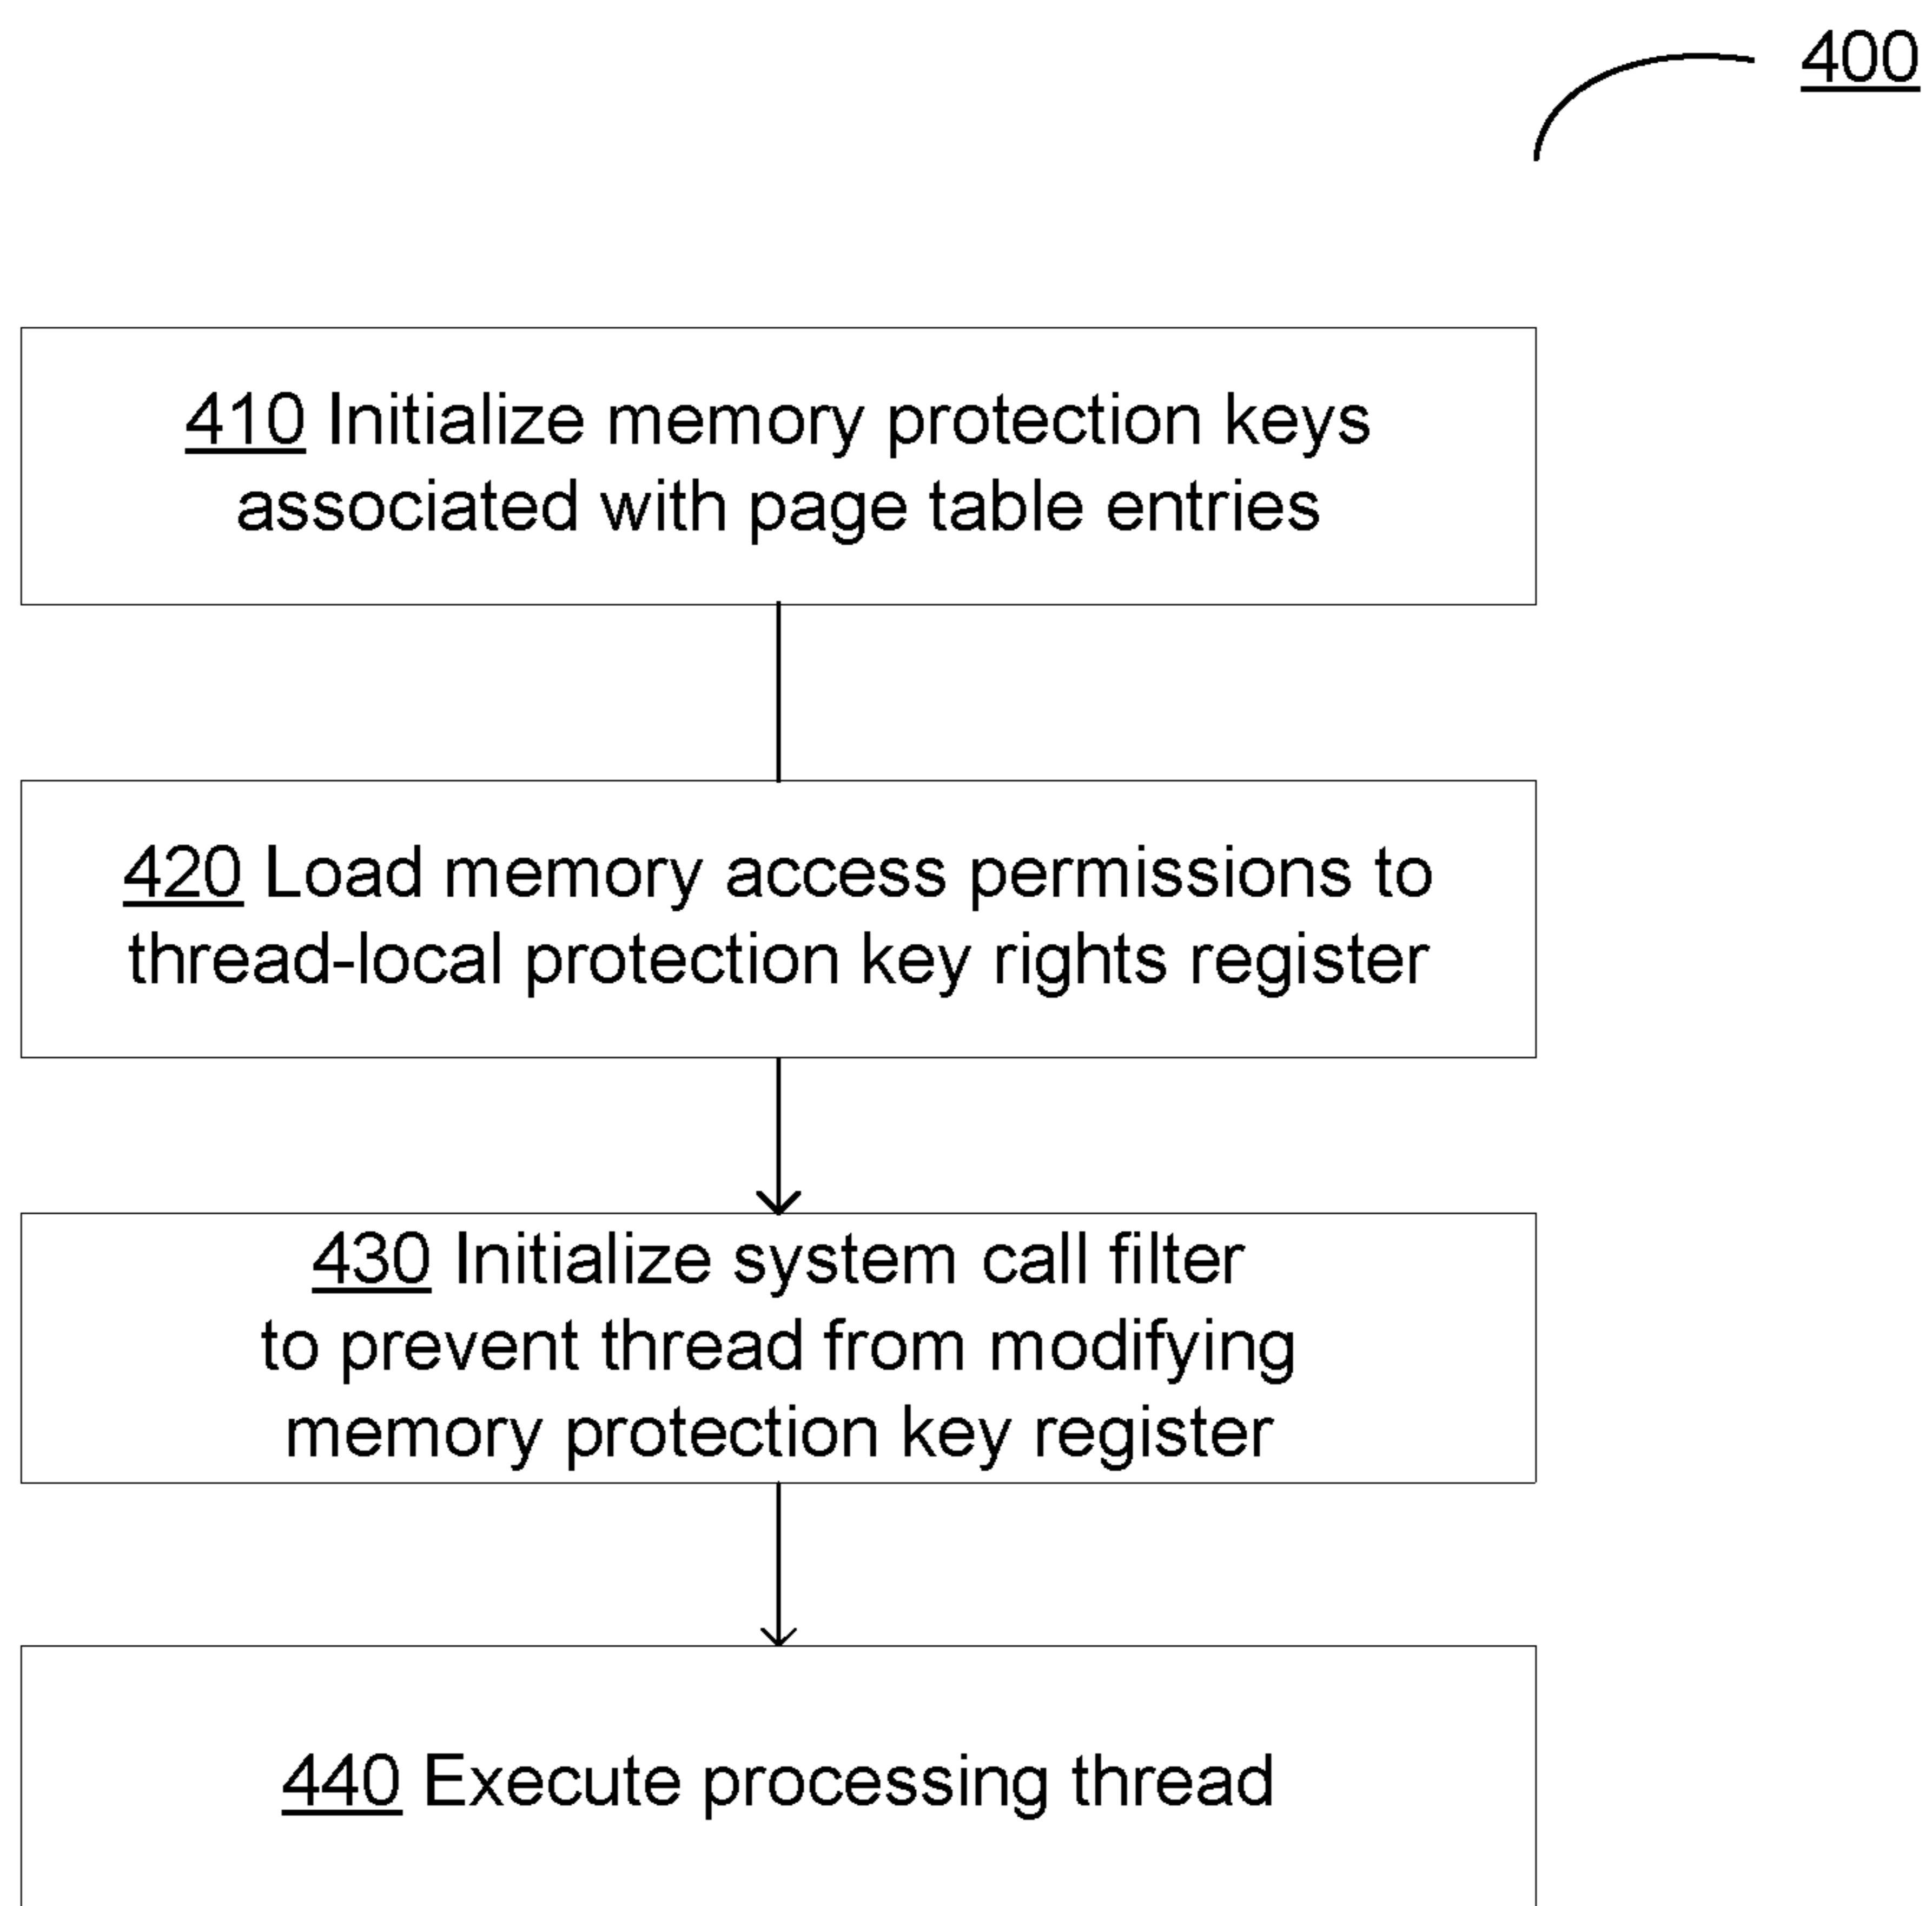 400
410 Initialize memory protection keys
associated with page table entries
420 Load memory access permissions to
thread-local protection key rights register
430 Initialize system call filter
to prevent thread from modifying
memory protection key register
440 Execute processing thread